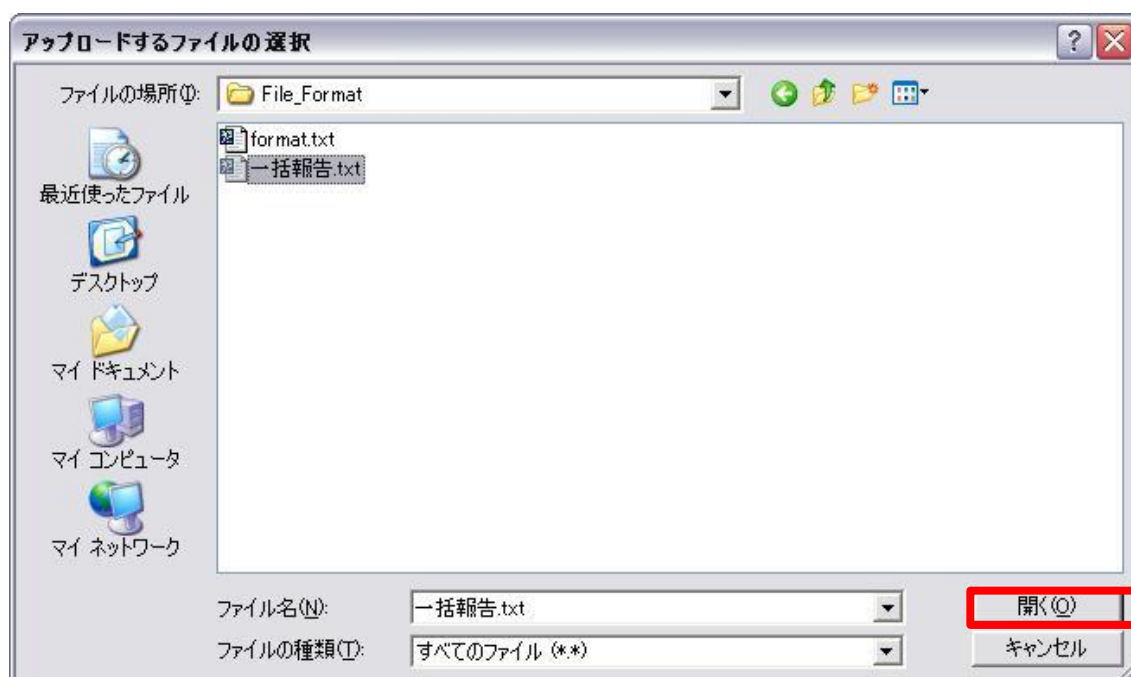 アップロードするファイルの選択
ファイルの場所(I):
File_Format
format.txt
一括報告.txt
最近使ったファイル
デスクトップ
マイ ドキュメント
マイ コンピュータ
マイ ネットワーク
ファイル名(N):
一括報告.txt
開く(O)
ファイルの種類(T):
すべてのファイル (*.*)
キャンセル